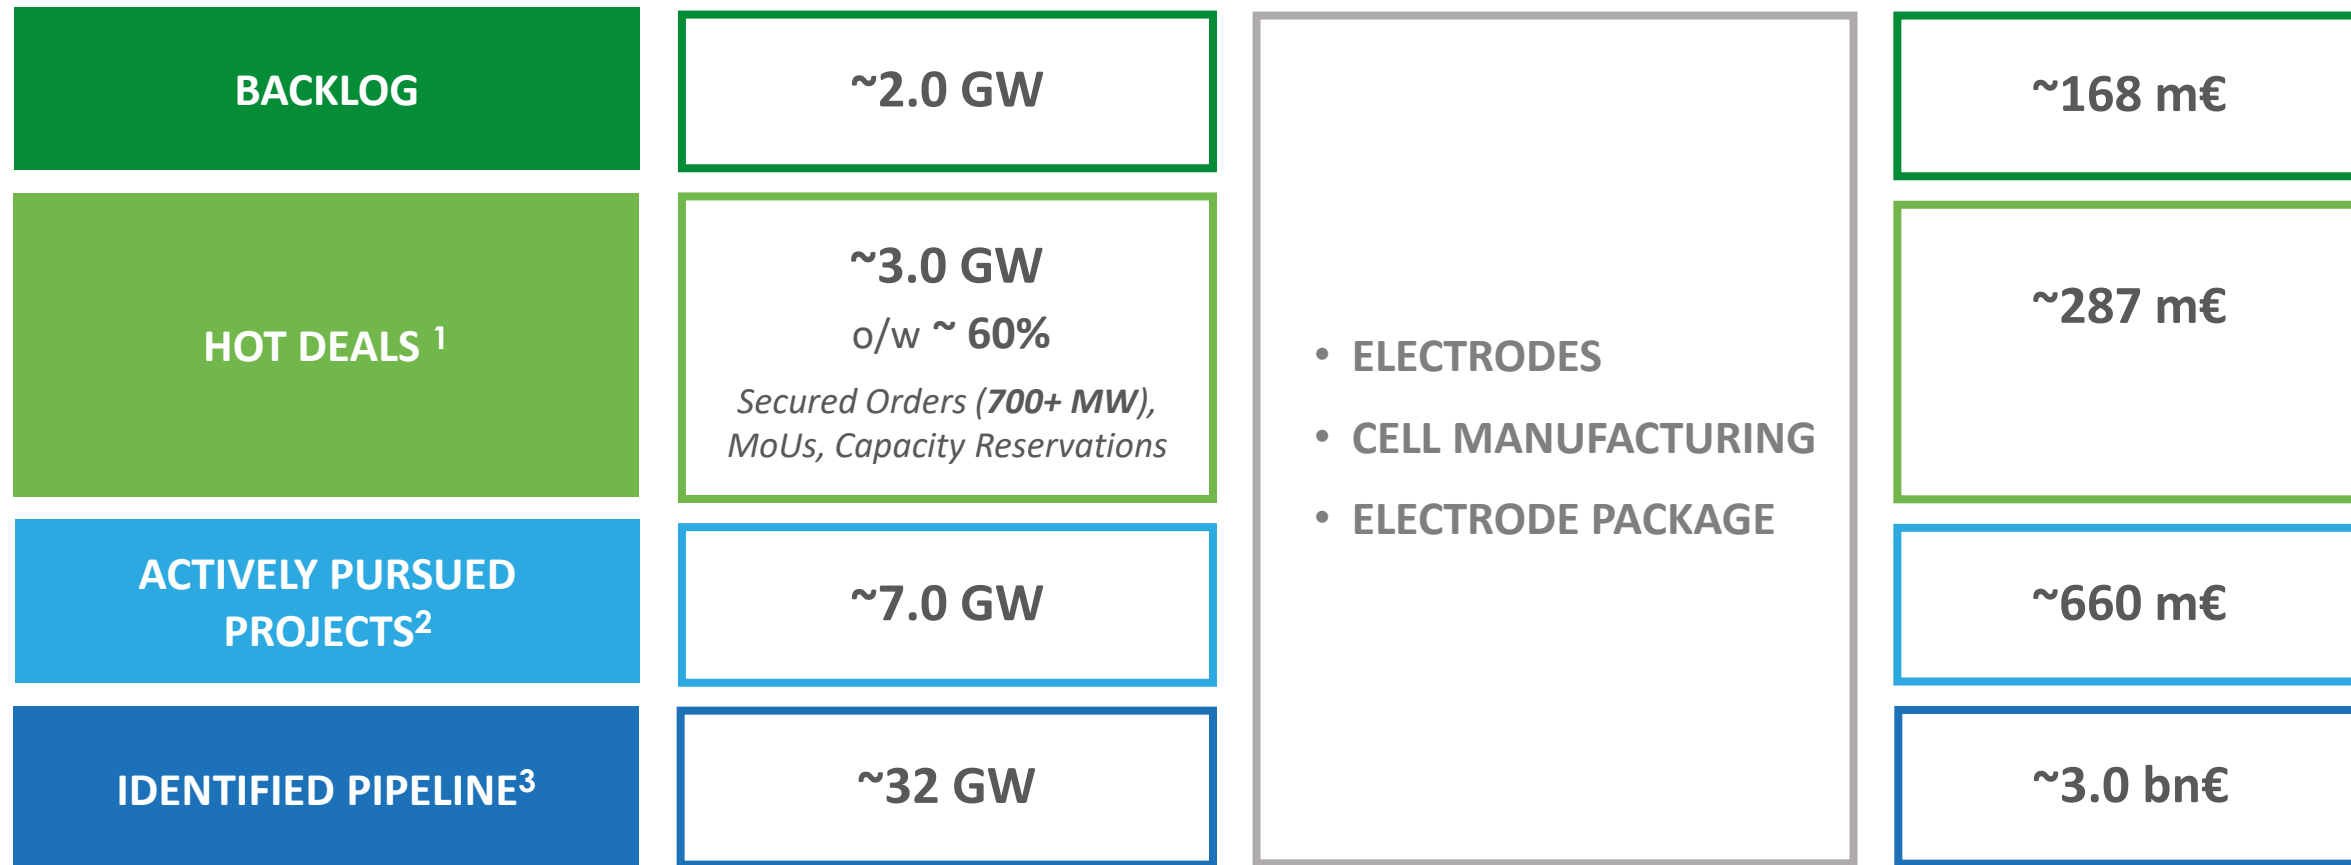 BACKLOG
~2.0 GW
~168 m€
HOT DEALS 1
~3.0 GW
o/w ~ 60%
Secured Orders (700+ MW),
MoUs, Capacity Reservations
~287 m€
• ELECTRODES
• CELL MANUFACTURING
• ELECTRODE PACKAGE
ACTIVELY PURSUED
PROJECTS2
~7.0 GW
~660 m€
IDENTIFIED PIPELINE3
~32 GW
~3.0 bn€